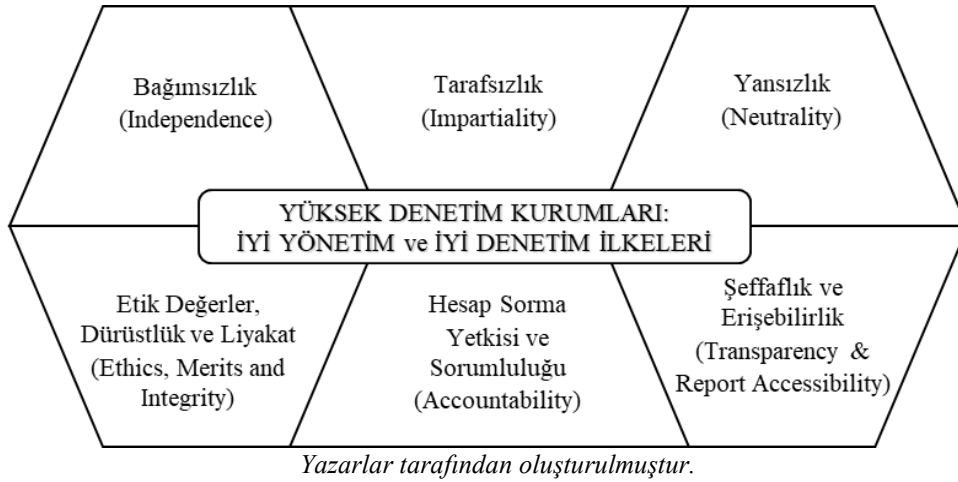 Bağımsızlık
(Independence)
Tarafsızlık
(Impartiality)
Yansızlık
(Neutrality)
YÜKSEK DENETİM KURUMLARI:
İYİ YÖNETİM ve İYİ DENETİM İLKELERİ
Etik Değerler,
Dürüstlük ve Liyakat
(Ethics, Merits and
Integrity)
Hesap Sorma
Yetkisi ve
Sorumluluğu
(Accountability)
Şeffaflık ve
Erişebilirlik
(Transparency &
Report Accessibility)
Yazarlar tarafından oluşturulmuştur.